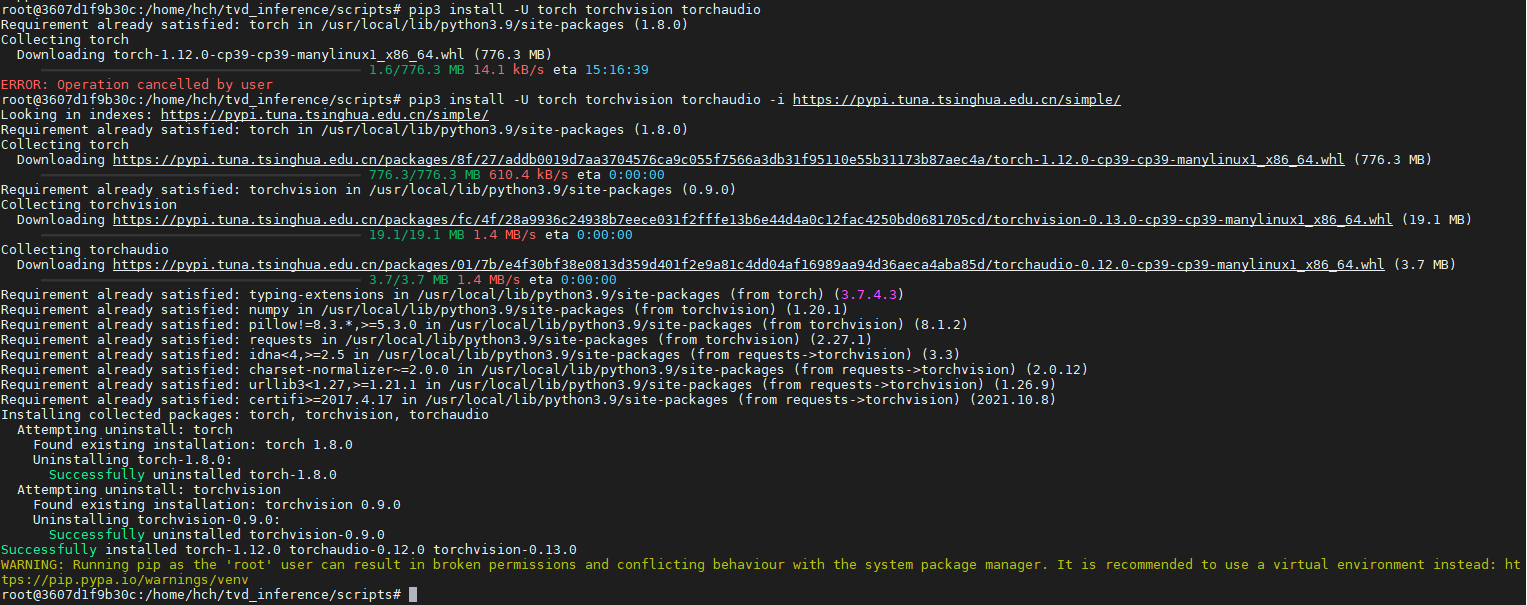 root@3607d1f9b30c:/home/hch/tvd_inference/scripts# pip3 install -U torch torchvision torchaudio
Requirement already satisfied: torch in /usr/local/lib/python3.9/site-packages (1.8.0)
Collecting torch
  Downloading torch-1.12.0-cp39-cp39-manylinux1_x86_64.whl (776.3 MB)
1.6/776.3 MB 14.1 kB/s eta 15:16:39
ERROR: Operation cancelled by user
root@3607d1f9b30c:/home/hch/tvd_inference/scripts# pip3 install -U torch torchvision torchaudio -i https://pypi.tuna.tsinghua.edu.cn/simple/
Looking in indexes: https://pypi.tuna.tsinghua.edu.cn/simple/
Requirement already satisfied: torch in /usr/local/lib/python3.9/site-packages (1.8.0)
Collecting torch
  Downloading https://pypi.tuna.tsinghua.edu.cn/packages/8f/27/addb0019d7aa3704576ca9c055f7566a3db31f95110e55b31173b87aec4a/torch-1.12.0-cp39-cp39-manylinux1_x86_64.whl (776.3 MB)
776.3/776.3 MB 610.4 kB/s eta 0:00:00
Requirement already satisfied: torchvision in /usr/local/lib/python3.9/site-packages (0.9.0)
Collecting torchvision
  Downloading https://pypi.tuna.tsinghua.edu.cn/packages/fc/4f/28a9936c24938b7eece031f2fffe13b6e44d4a0c12fac4250bd0681705cd/torchvision-0.13.0-cp39-cp39-manylinux1_x86_64.whl (19.1 MB)
19.1/19.1 MB 1.4 MB/s eta 0:00:00
Collecting torchaudio
  Downloading https://pypi.tuna.tsinghua.edu.cn/packages/01/7b/e4f30bf38e0813d359d401f2e9a81c4dd04af16989aa94d36aeca4aba85d/torchaudio-0.12.0-cp39-cp39-manylinux1_x86_64.whl (3.7 MB)
3.7/3.7 MB 1.4 MB/s eta 0:00:00
Requirement already satisfied: typing-extensions in /usr/local/lib/python3.9/site-packages (from torch) (3.7.4.3)
Requirement already satisfied: numpy in /usr/local/lib/python3.9/site-packages (from torchvision) (1.20.1)
Requirement already satisfied: pillow!=8.3.*,>=5.3.0 in /usr/local/lib/python3.9/site-packages (from torchvision) (8.1.2)
Requirement already satisfied: requests in /usr/local/lib/python3.9/site-packages (from torchvision) (2.27.1)
Requirement already satisfied: idna<4,>=2.5 in /usr/local/lib/python3.9/site-packages (from requests->torchvision) (3.3)
Requirement already satisfied: charset-normalizer~=2.0.0 in /usr/local/lib/python3.9/site-packages (from requests->torchvision) (2.0.12)
Requirement already satisfied: urllib3<1.27,>=1.21.1 in /usr/local/lib/python3.9/site-packages (from requests->torchvision) (1.26.9)
Requirement already satisfied: certifi>=2017.4.17 in /usr/local/lib/python3.9/site-packages (from requests->torchvision) (2021.10.8)
Installing collected packages: torch, torchvision, torchaudio
  Attempting uninstall: torch
    Found existing installation: torch 1.8.0
    Uninstalling torch-1.8.0:
      Successfully uninstalled torch-1.8.0
  Attempting uninstall: torchvision
    Found existing installation: torchvision 0.9.0
    Uninstalling torchvision-0.9.0:
      Successfully uninstalled torchvision-0.9.0
Successfully installed torch-1.12.0 torchaudio-0.12.0 torchvision-0.13.0
WARNING: Running pip as the 'root' user can result in broken permissions and conflicting behaviour with the system package manager. It is recommended to use a virtual environment instead: ht
tps://pip.pypa.io/warnings/venv
root@3607d1f9b30c:/home/hch/tvd_inference/scripts#